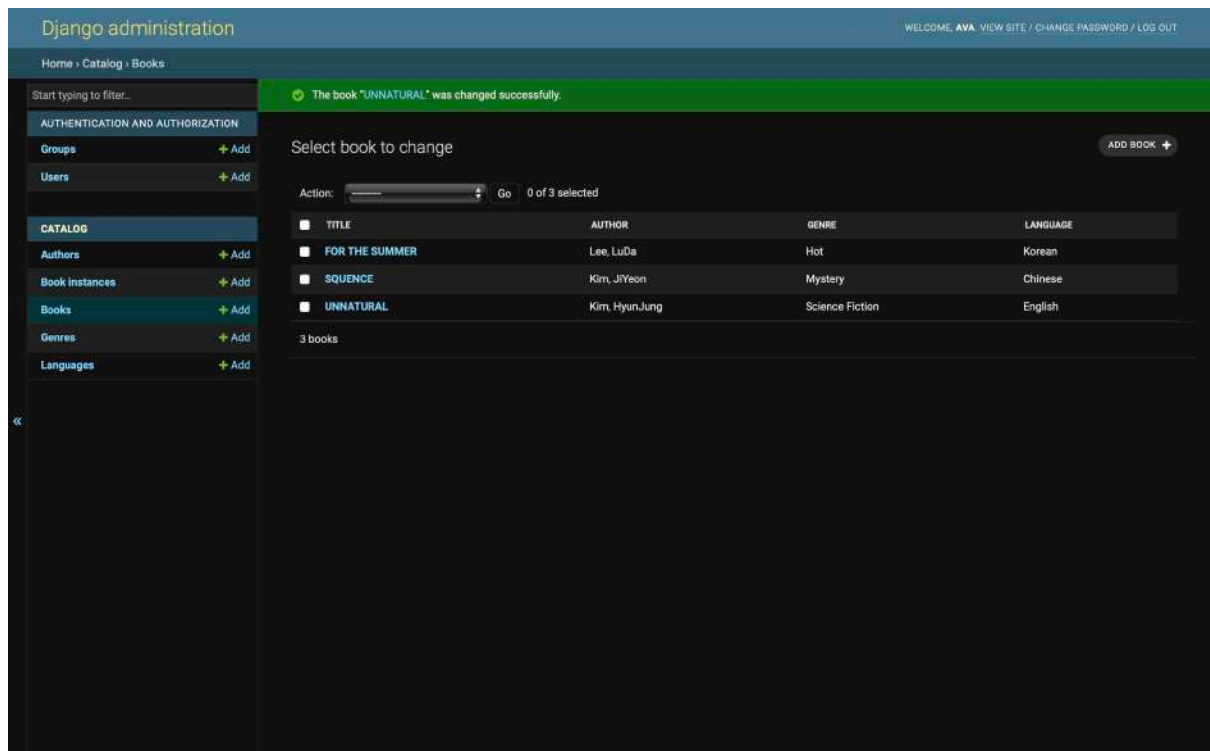 Django administration
WELCOME, AVA. VIEW SITE / CHANGE PASSWORD / LOG OUT
Home › Catalog › Books
Start typing to filter...
The book "UNNATURAL" was changed successfully.
AUTHENTICATION AND AUTHORIZATION
Groups + Add
Users + Add
CATALOG
Authors + Add
Book instances + Add
Books + Add
Genres + Add
Languages + Add
«
Select book to change
ADD BOOK +
Action: --------- Go 0 of 3 selected
TITLE AUTHOR GENRE LANGUAGE
FOR THE SUMMER Lee, LuDa Hot Korean
SQUENCE Kim, JiYeon Mystery Chinese
UNNATURAL Kim, HyunJung Science Fiction English
3 books